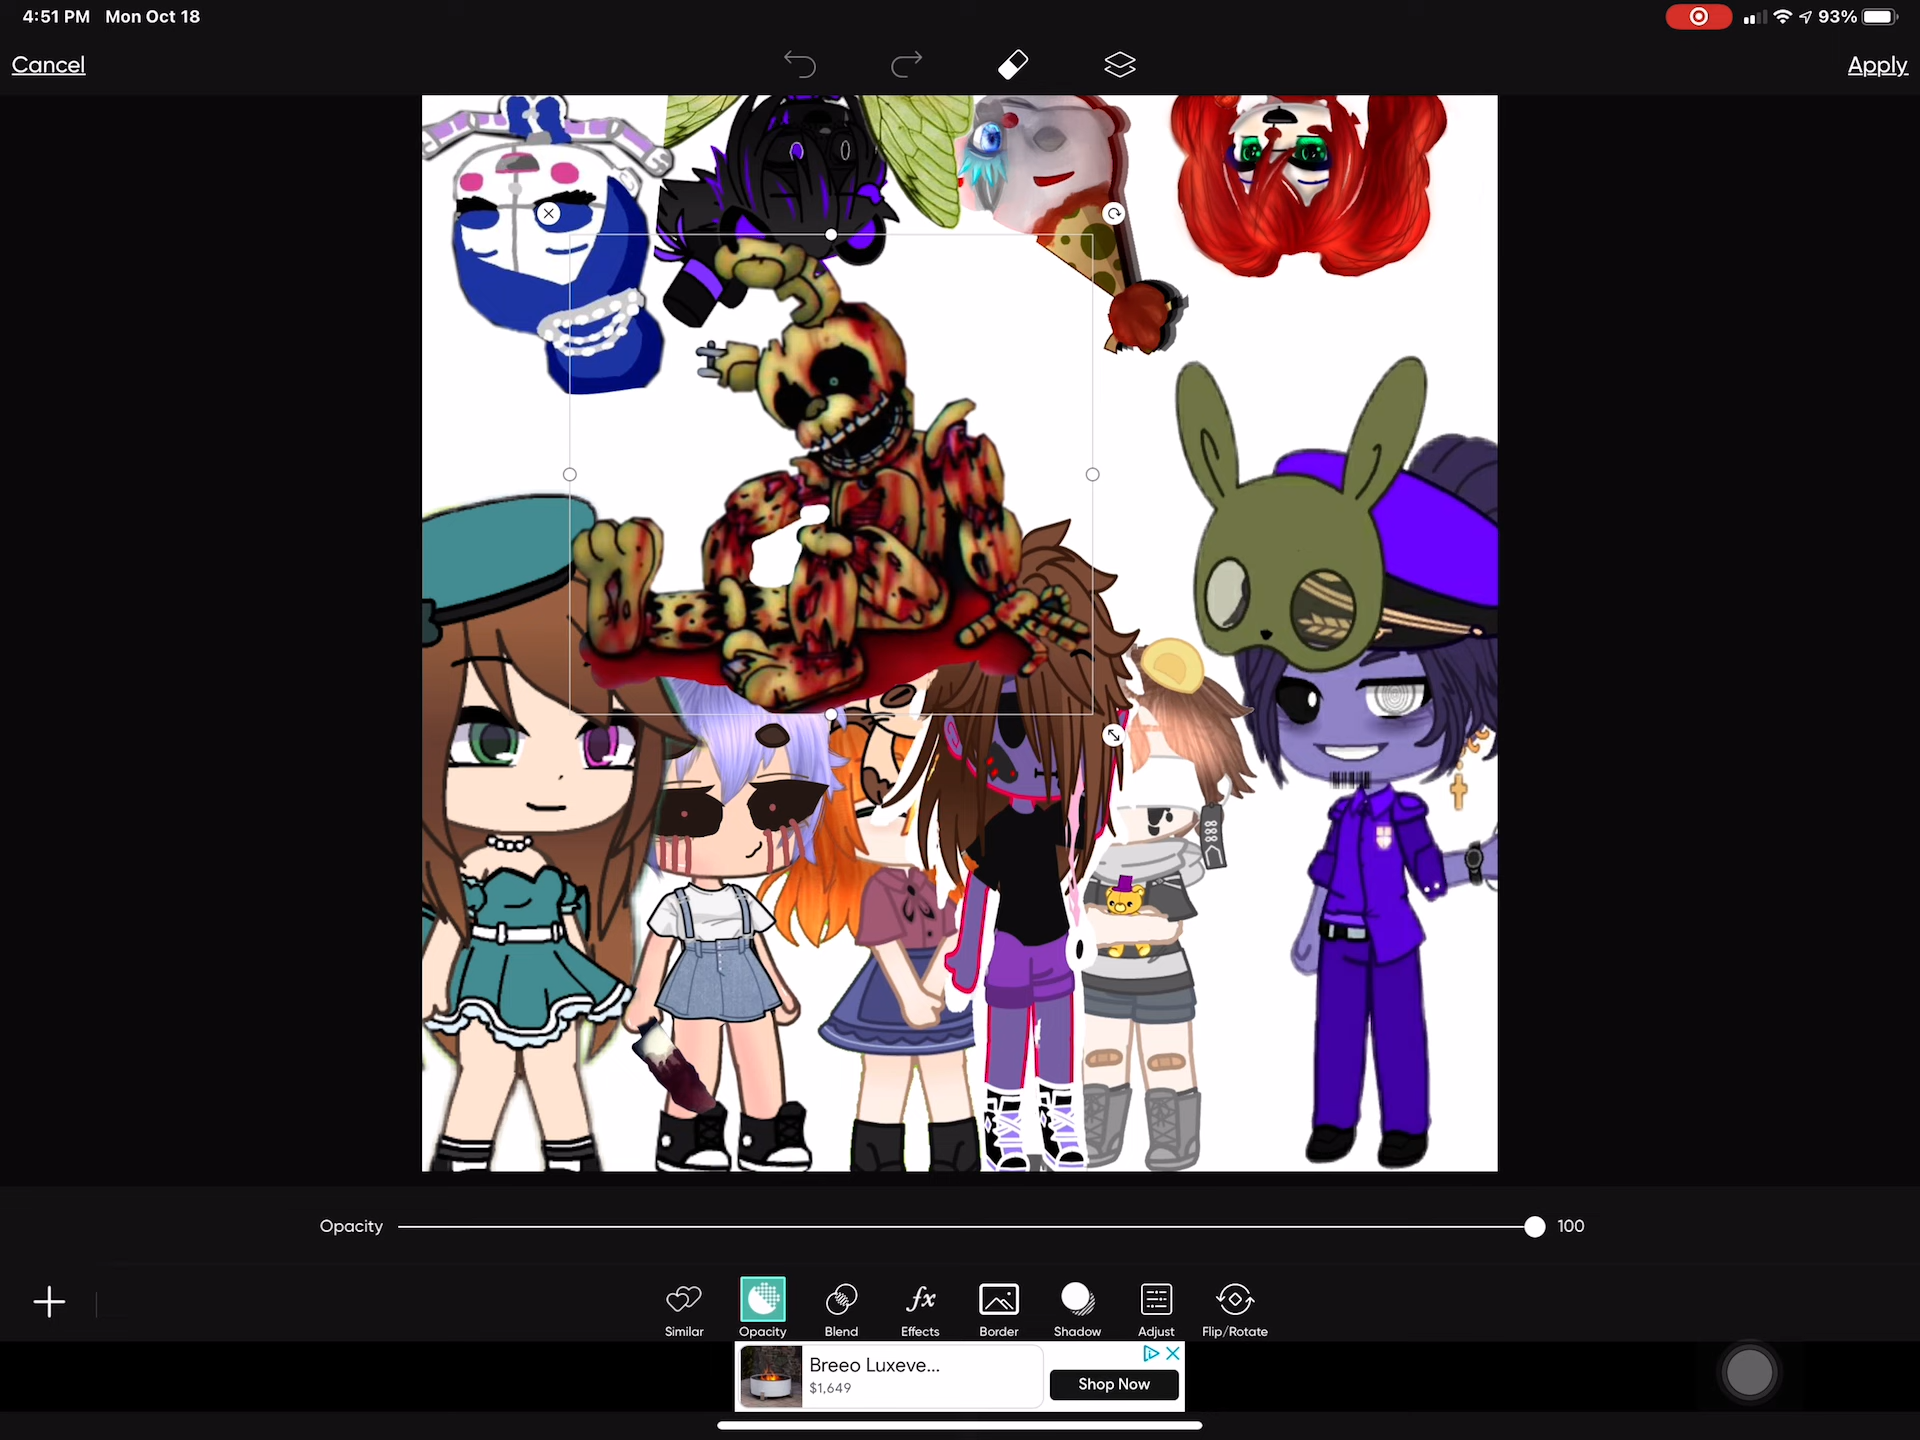 4:51 PM Mon Oct 18
93%
Cancel
Apply
888
Opacity
100
Similar
Opacity
Blend
fx
Effects
Border
Shadow
Adjust
Flip/Rotate
Breeo Luxeve...
$1,649
Shop Now